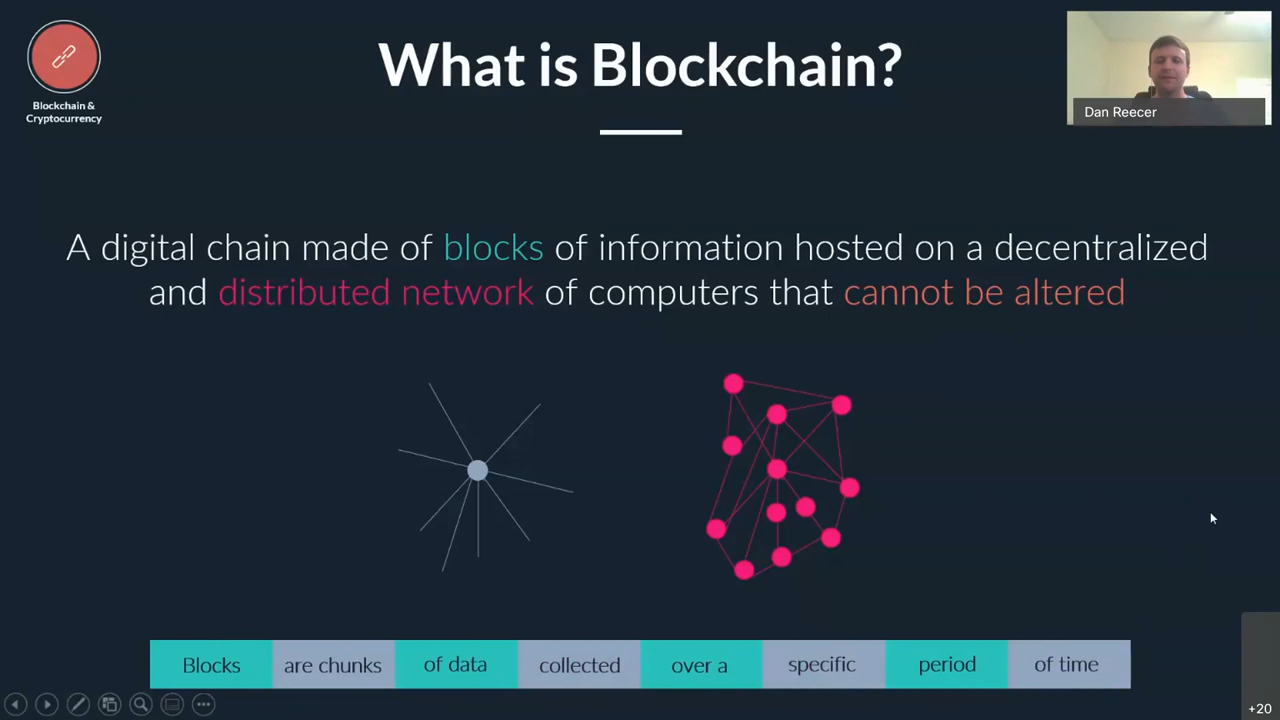 What is Blockchain?
Blockchain &
Cryptocurrency
Dan Reecer
A digital chain made of blocks of information hosted on a decentralized
and distributed network of computers that cannot be altered
Blocks are chunks of data collected over a specific period of time
+20